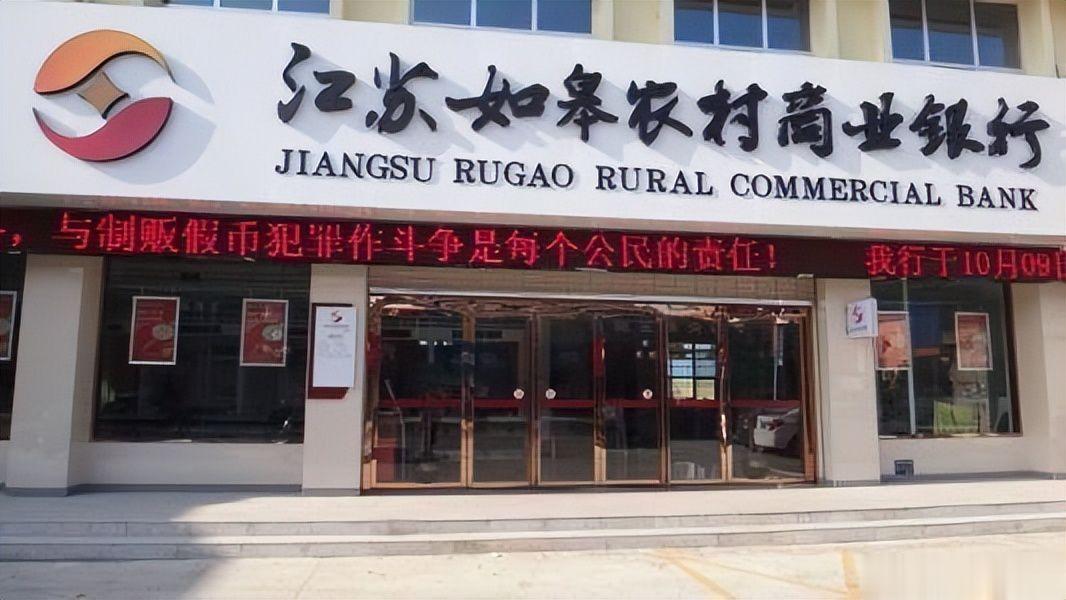 江苏如皋农村商业银行
JIANGSU RUGAO RURAL COMMERCIAL BANK
，与制贩假币犯罪作斗争是每个公民的责任！ 我行于10月09日